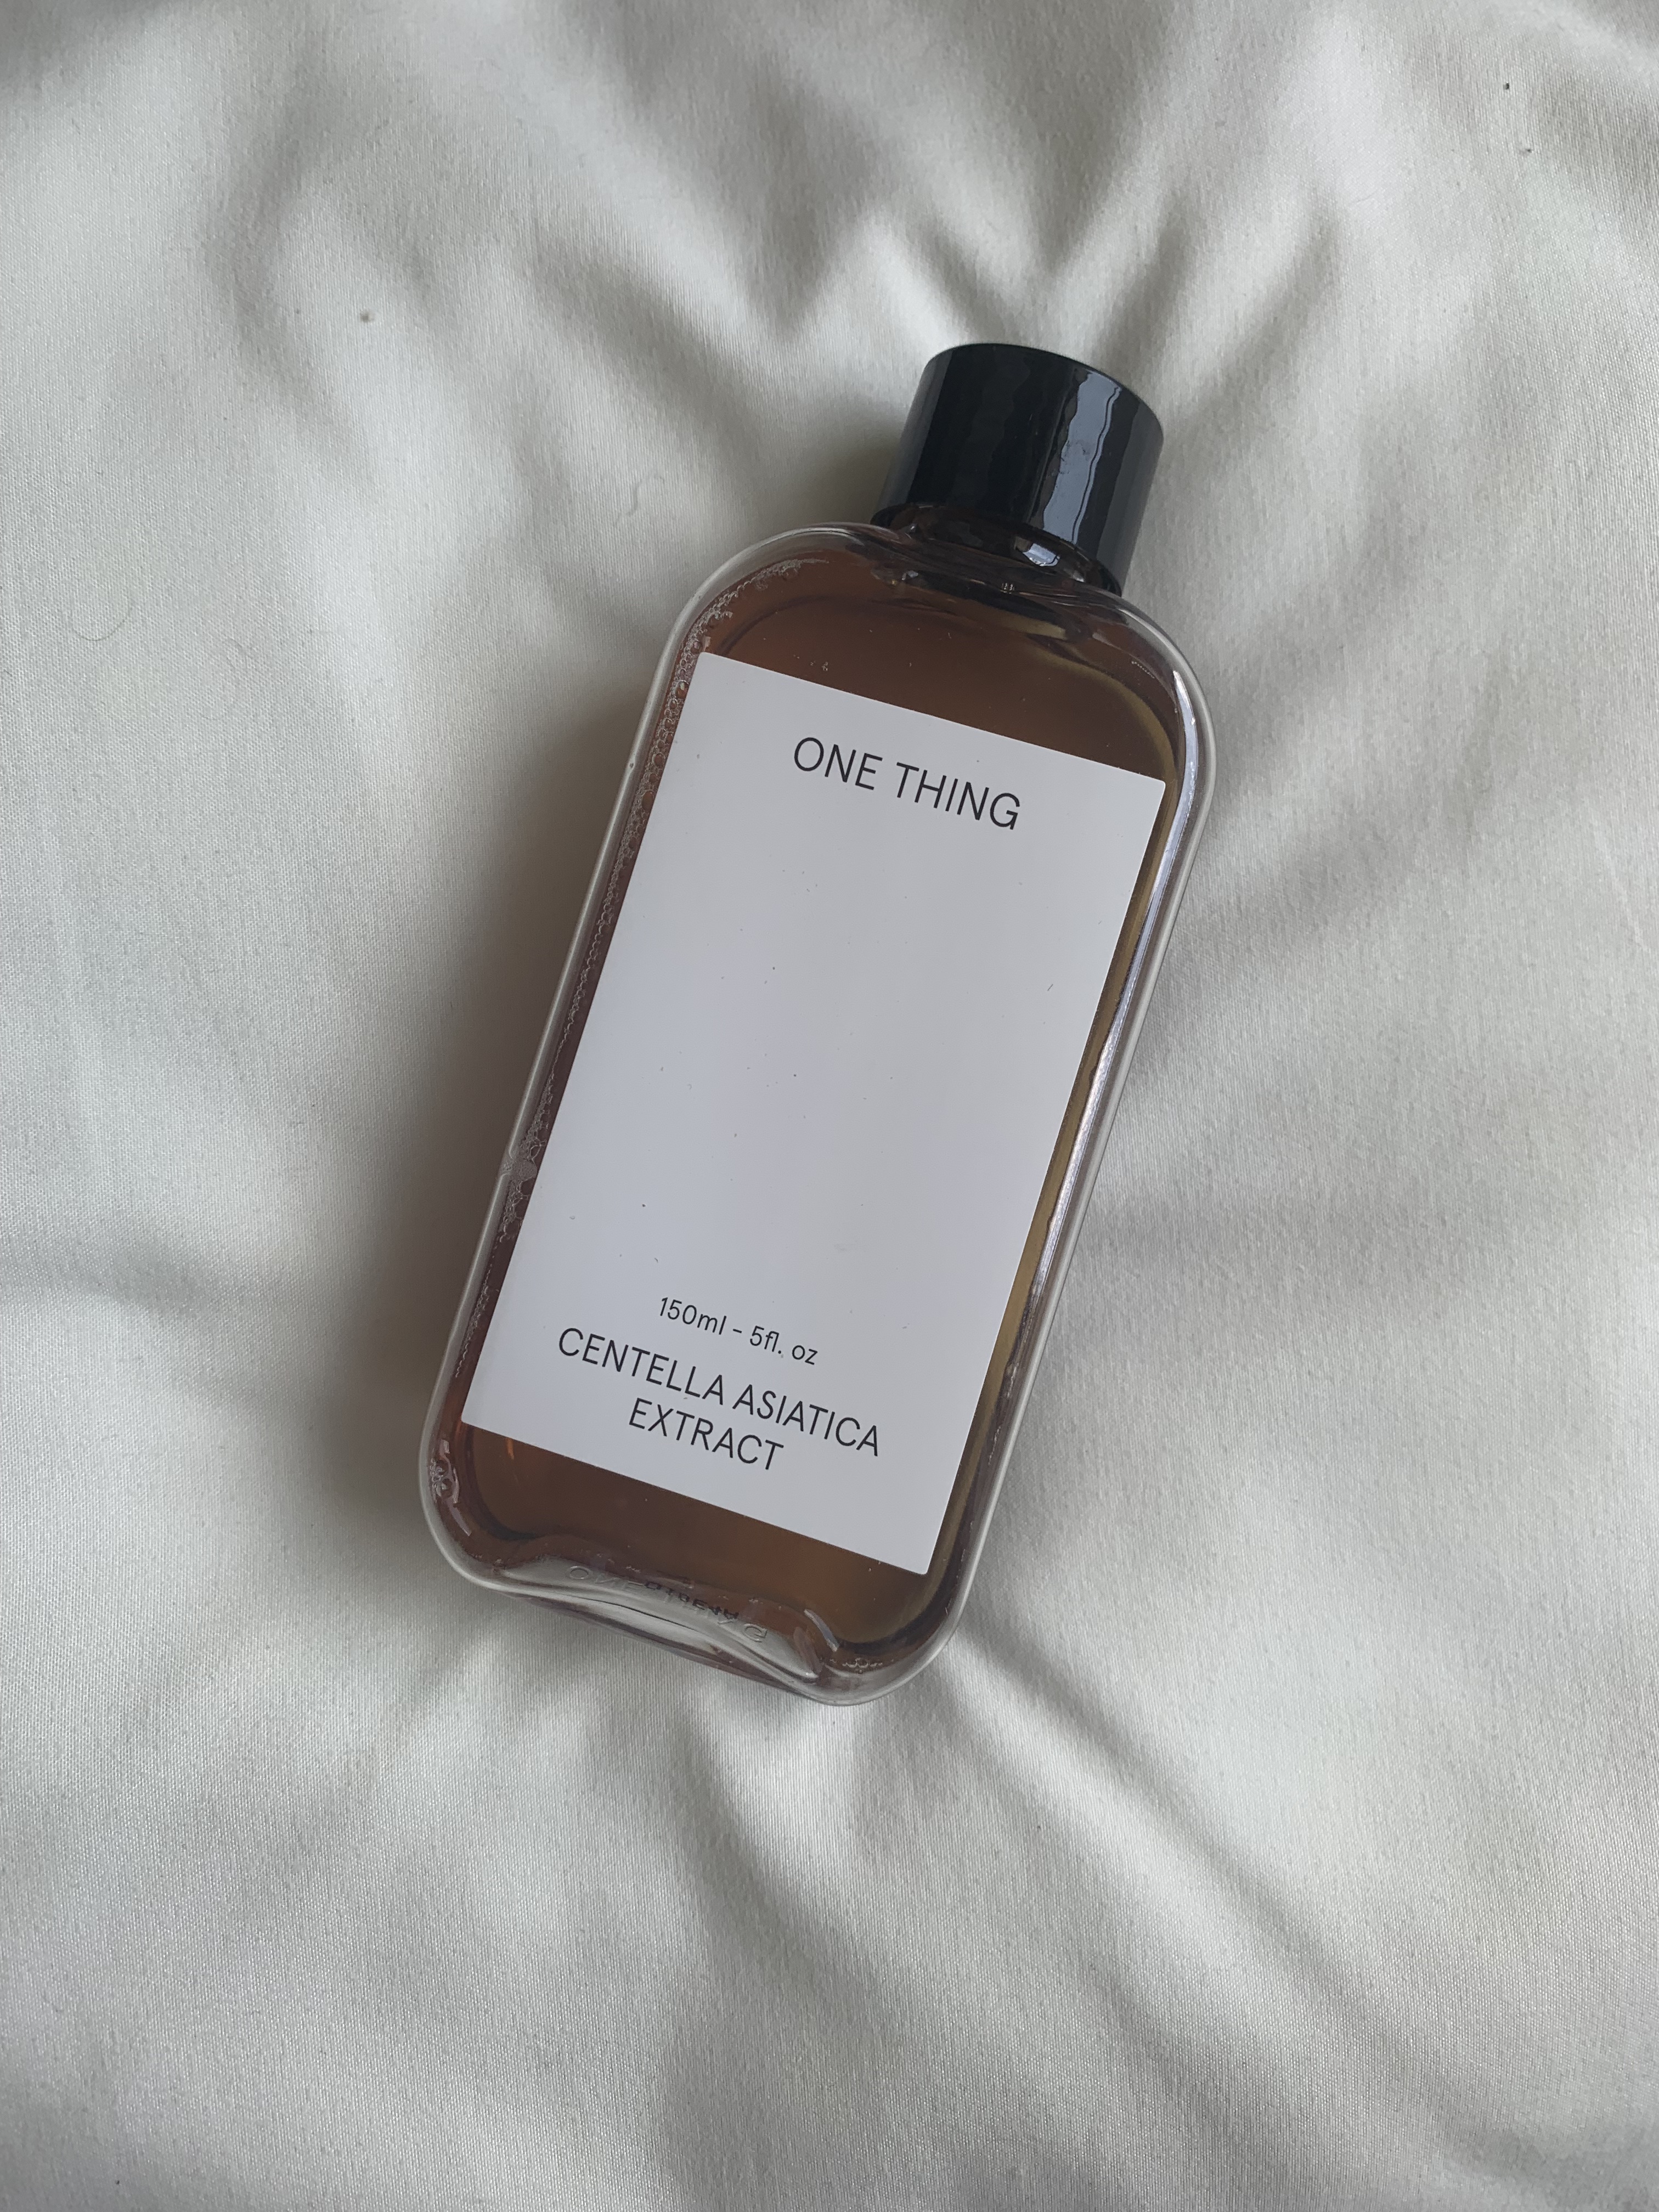 ONE THING
150ml - 5fl. oz
CENTELLA ASIATICA
EXTRACT